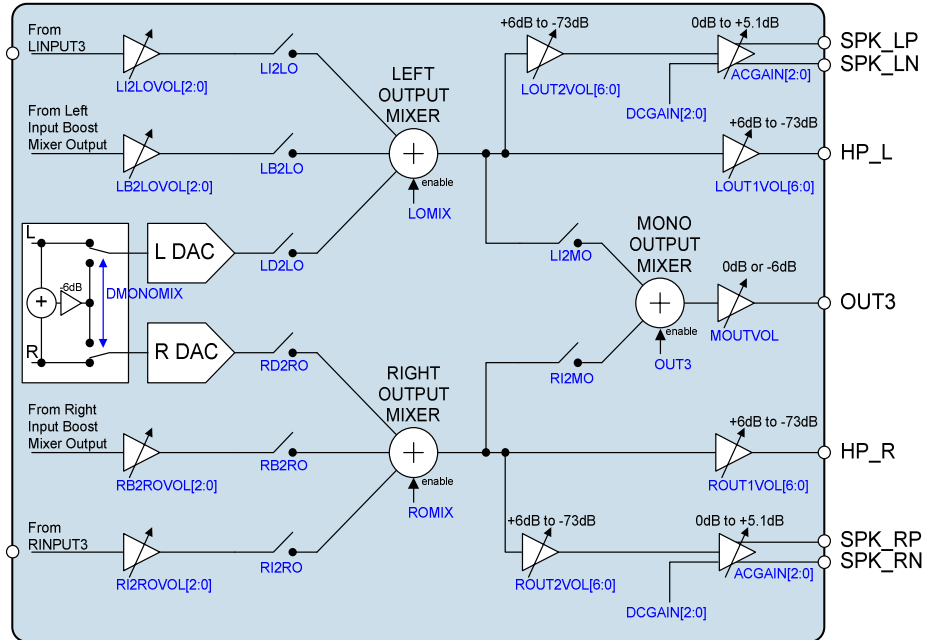 From
LINPUT3
LI2LOVOL[2:0]
LI2LO
From Left
Input Boost
Mixer Output
LB2LOVOL[2:0]
LB2LO
LEFT
OUTPUT
MIXER
enable
LOMIX
+6dB to -73dB
LOUT2VOL[6:0]
0dB to +5.1dB
ACGAIN[2:0]
DCGAIN[2:0]
SPK_LP
SPK_LN
+6dB to -73dB
LOUT1VOL[6:0]
HP_L
L
R
-6dB
DMONOMIX
L DAC
LD2LO
R DAC
RD2RO
LI2MO
RI2MO
MONO
OUTPUT
MIXER
enable
OUT3
0dB or -6dB
MOUTVOL
OUT3
From Right
Input Boost
Mixer Output
RB2ROVOL[2:0]
RB2RO
RIGHT
OUTPUT
MIXER
enable
ROMIX
+6dB to -73dB
ROUT1VOL[6:0]
HP_R
From
RINPUT3
RI2ROVOL[2:0]
RI2RO
+6dB to -73dB
ROUT2VOL[6:0]
0dB to +5.1dB
ACGAIN[2:0]
DCGAIN[2:0]
SPK_RP
SPK_RN